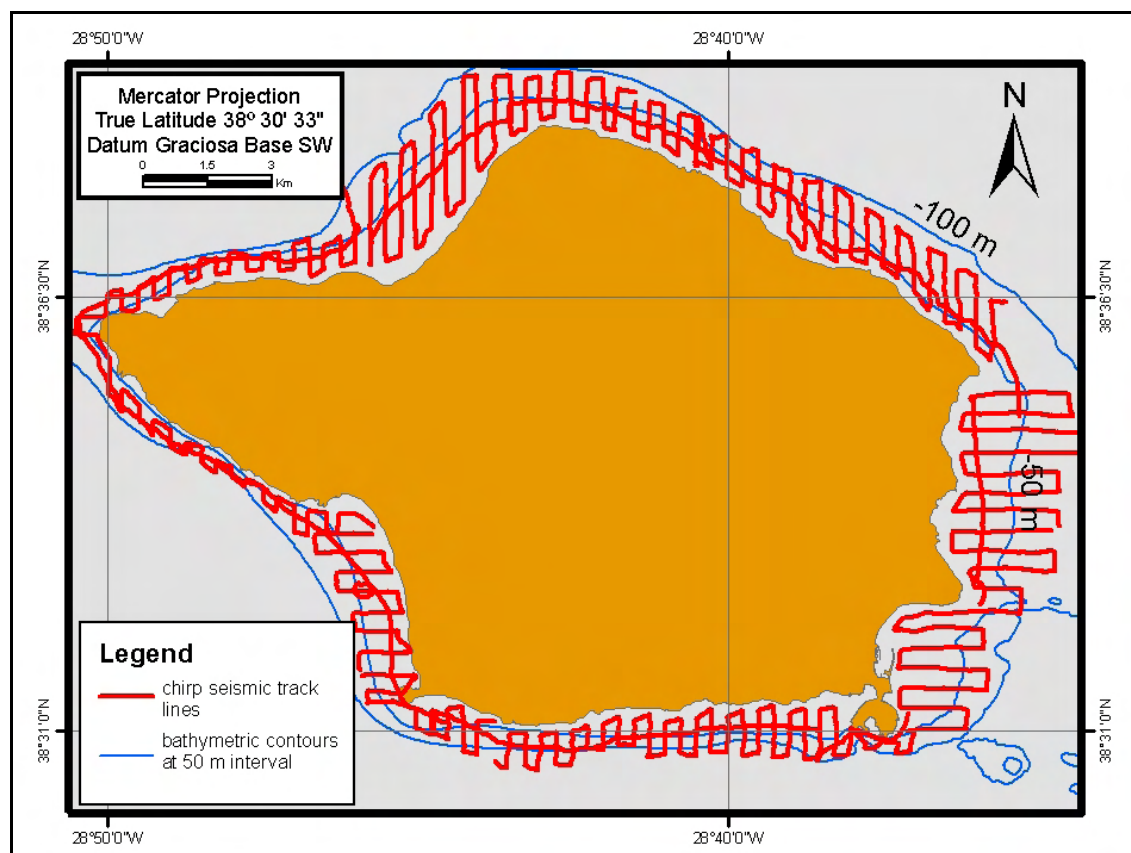 28°50'0"W
28°40'0"W
Mercator Projection
True Latitude 38º 30' 33"
Datum Graciosa Base SW
0 1.5 3
Km
N
-100 m
38°36'30"N
38°36'30"N
-50 m
Legend
chirp seismic track
lines
bathymetric contours
at 50 m interval
38°31'0"N
38°31'0"N
28°50'0"W
28°40'0"W